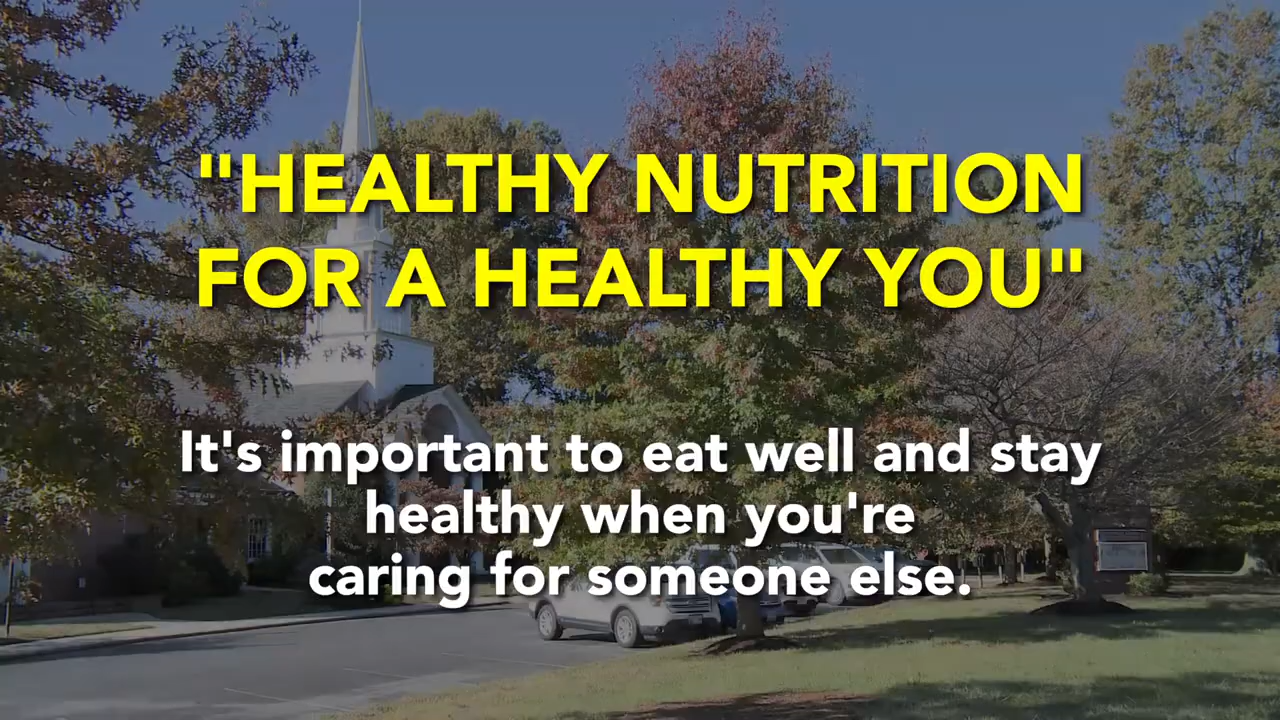 "HEALTHY NUTRITION
FOR A HEALTHY YOU"
It's important to eat well and stay
healthy when you're
caring for someone else.